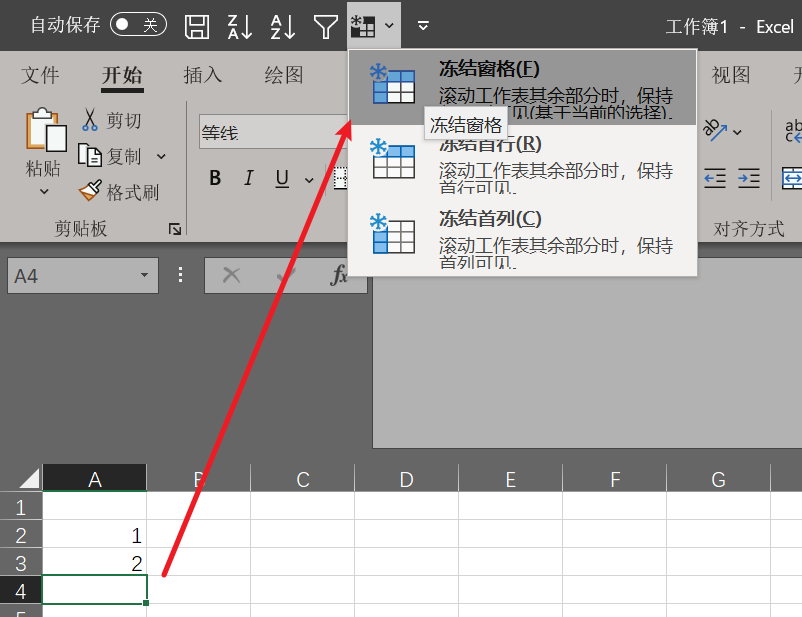 自动保存 关 工作簿1 - Excel
文件 开始 插入 绘图 视图
冻结窗格(F)
滚动工作表其余部分时，保持
见(基于当前的选择)。
冻结窗格
冻结首行(R)
滚动工作表其余部分时，保持
首行可见。
冻结首列(C)
滚动工作表其余部分时，保持
首列可见。
剪切
复制
格式刷
粘贴
剪贴板
等线
B I U
ab
对齐方式
A4
fx
A B C D E F G
1
2 1
3 2
4
5